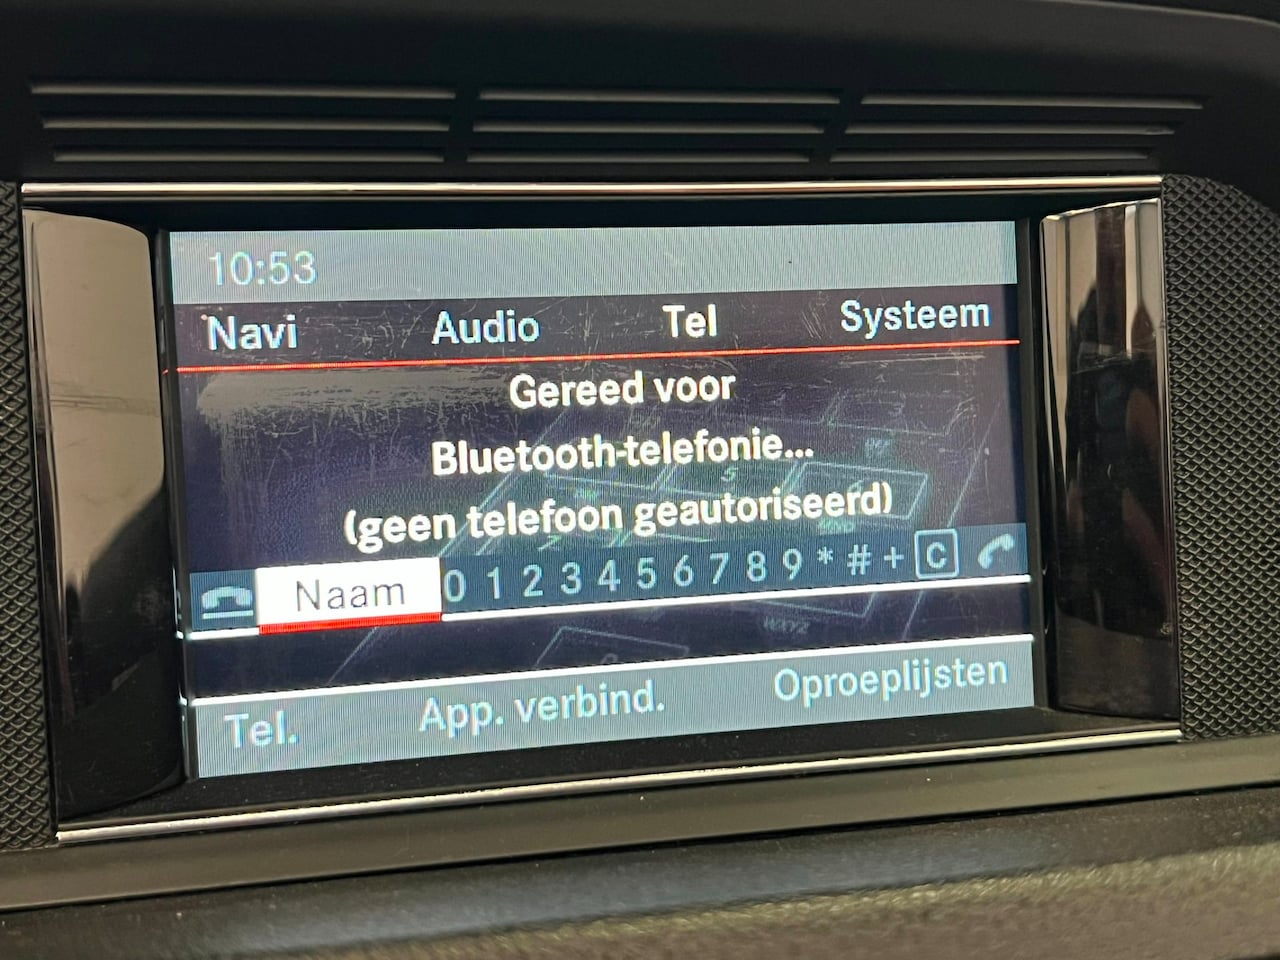 10:53
Navi Audio Tel Systeem
Gereed voor
Bluetooth-telefonie...
(geen telefoon geautoriseerd)
Naam 0 1 2 3 4 5 6 7 8 9 * # + C
WXYZ
Tel. App. verbind. Oproeplijsten